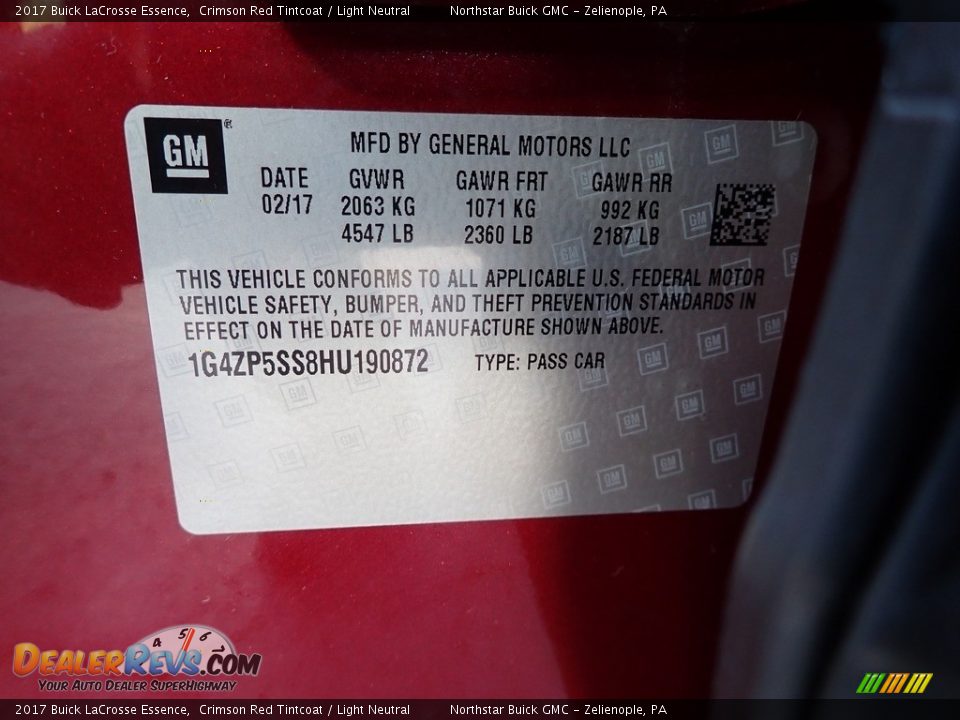 2017 Buick LaCrosse Essence,  Crimson Red Tintcoat / Light Neutral    Northstar Buick GMC - Zelienople, PA
GM®
MFD BY GENERAL MOTORS LLC
DATE GVWR GAWR FRT GAWR RR
02/17 2063 KG 1071 KG 992 KG
4547 LB 2360 LB 2187 LB
THIS VEHICLE CONFORMS TO ALL APPLICABLE U.S. FEDERAL MOTOR
VEHICLE SAFETY, BUMPER, AND THEFT PREVENTION STANDARDS IN
EFFECT ON THE DATE OF MANUFACTURE SHOWN ABOVE.
1G4ZP5SS8HU190872 TYPE: PASS CAR
4 5 6
DEALERREVS.COM
YOUR AUTO DEALER SUPERHIGHWAY
2017 Buick LaCrosse Essence,  Crimson Red Tintcoat / Light Neutral    Northstar Buick GMC - Zelienople, PA